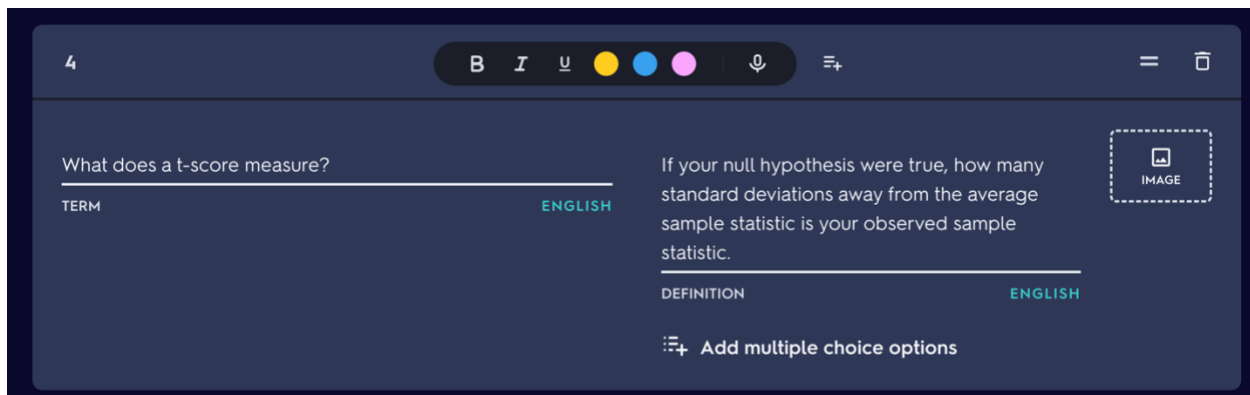 4
B I U
What does a t-score measure?
TERM ENGLISH
If your null hypothesis were true, how many
standard deviations away from the average
sample statistic is your observed sample
statistic.
DEFINITION ENGLISH
Add multiple choice options
IMAGE